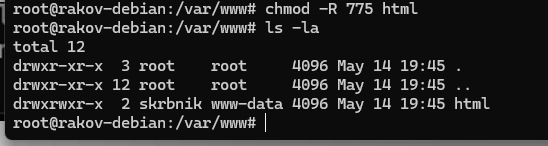 root@rakov-debian:/var/www# chmod -R 775 html
root@rakov-debian:/var/www# ls -la
total 12
drwxr-xr-x  3 root    root     4096 May 14 19:45 .
drwxr-xr-x 12 root    root     4096 May 14 19:45 ..
drwxrwxr-x  2 skrbnik www-data 4096 May 14 19:45 html
root@rakov-debian:/var/www#